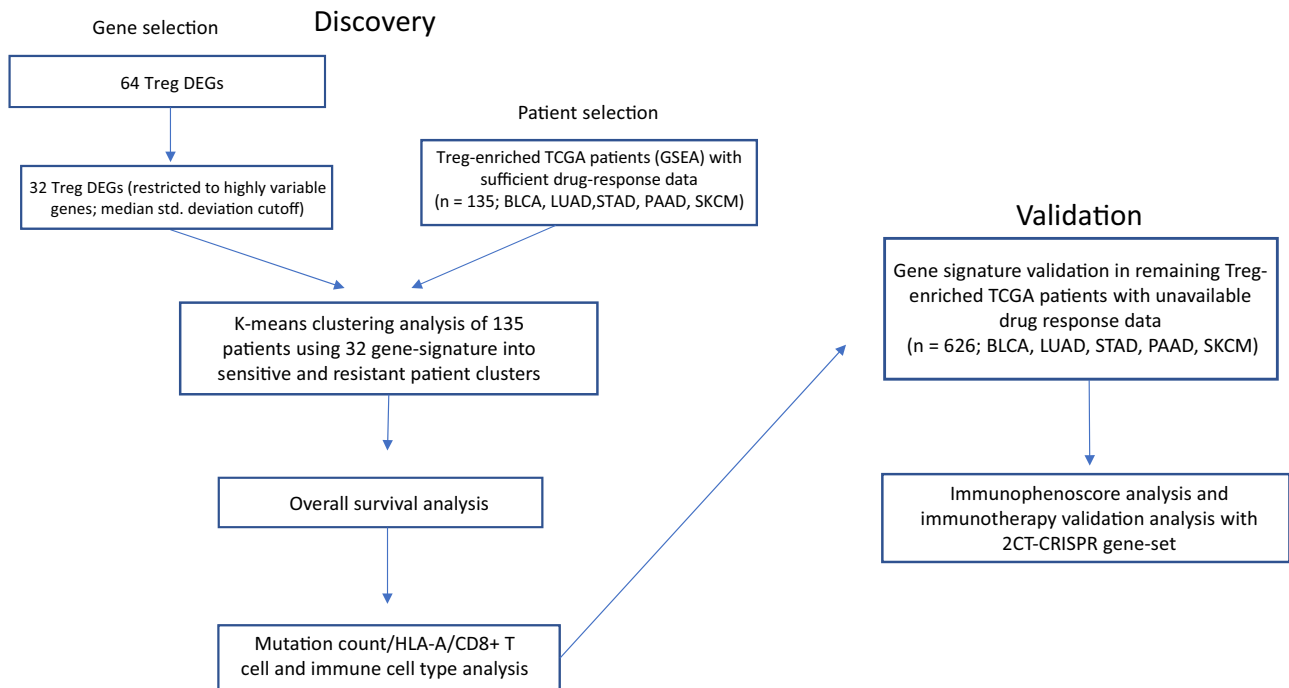 Discovery
Gene selection
64 Treg DEGs
32 Treg DEGs (restricted to highly variable
genes; median std. deviation cutoff)
Patient selection
Treg-enriched TCGA patients (GSEA) with
sufficient drug-response data
(n = 135; BLCA, LUAD,STAD, PAAD, SKCM)
K-means clustering analysis of 135
patients using 32 gene-signature into
sensitive and resistant patient clusters
Overall survival analysis
Mutation count/HLA-A/CD8+ T
cell and immune cell type analysis
Validation
Gene signature validation in remaining Treg-
enriched TCGA patients with unavailable
drug response data
(n = 626; BLCA, LUAD, STAD, PAAD, SKCM)
Immunophenoscore analysis and
immunotherapy validation analysis with
2CT-CRISPR gene-set